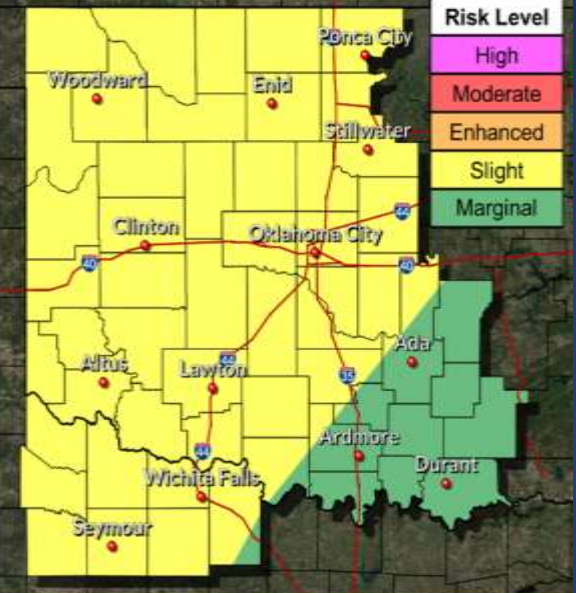 Risk Level
High
Moderate
Enhanced
Slight
Marginal
Ponca City
Woodward
Enid
Stillwater
44
Clinton
Oklahoma City
40
40
Ada
Altus
44
Lawton
35
Ardmore
44
Durant
Wichita Falls
Seymour